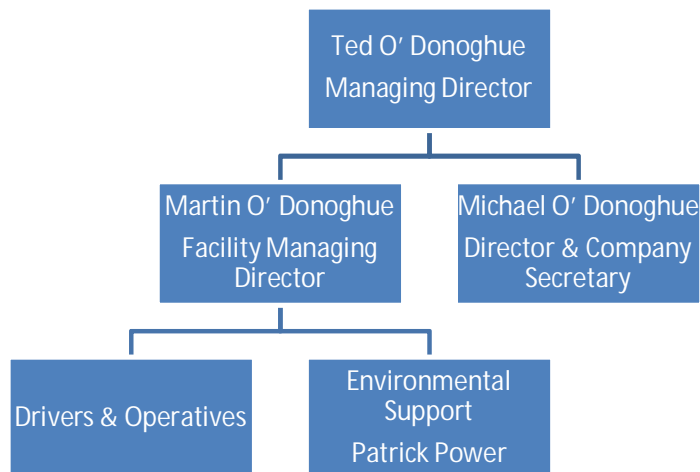 Ted O' Donoghue
Managing Director
Martin O' Donoghue
Facility Managing
Director
Michael O' Donoghue
Director & Company
Secretary
Drivers & Operatives
Environmental
Support
Patrick Power